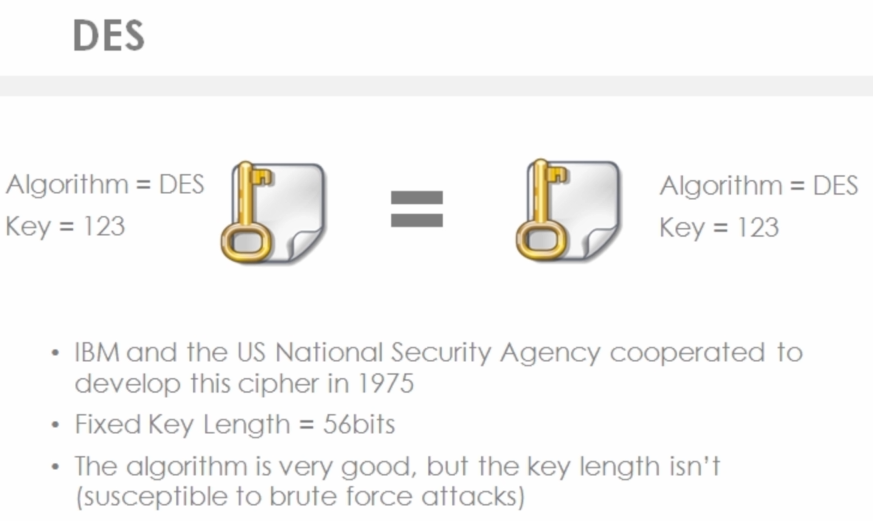 DES
Algorithm = DES
Key = 123
=
Algorithm = DES
Key = 123
• IBM and the US National Security Agency cooperated to
develop this cipher in 1975
• Fixed Key Length = 56bits
• The algorithm is very good, but the key length isn't
(susceptible to brute force attacks)